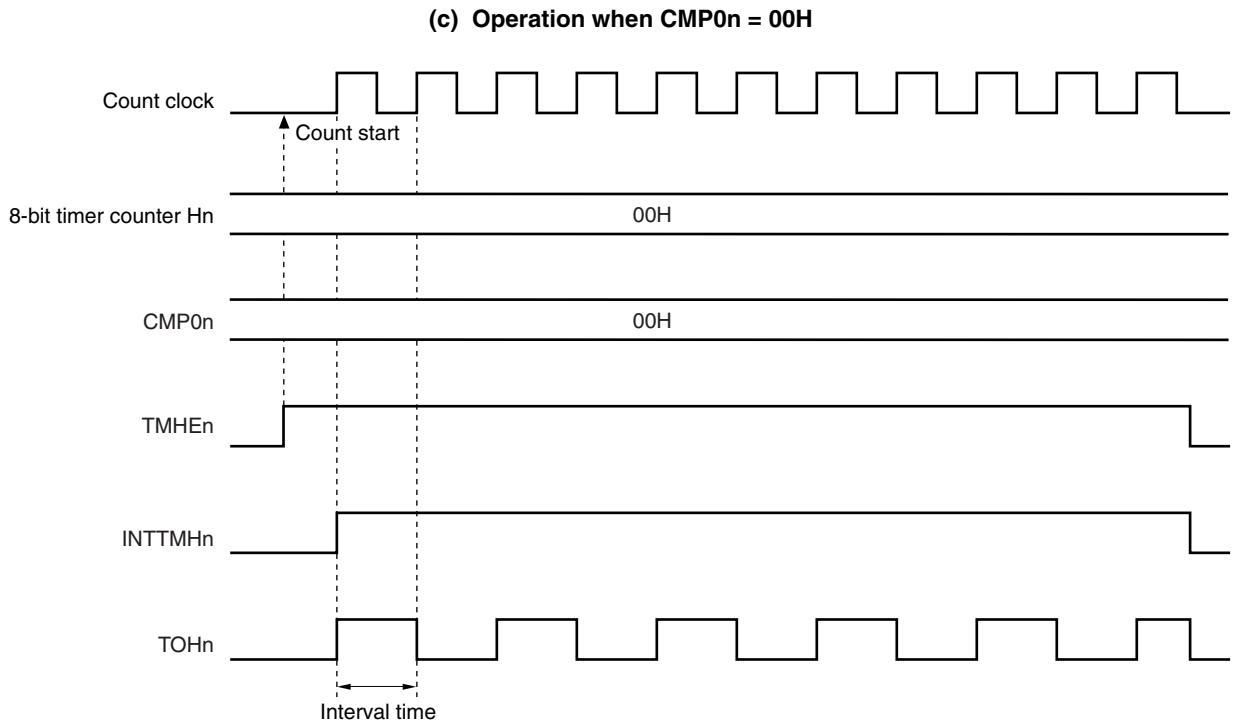 (c) Operation when CMP0n = 00H
Count clock
Count start
8-bit timer counter Hn
00H
CMP0n
00H
TMHEn
INTTMHn
TOHn
Interval time